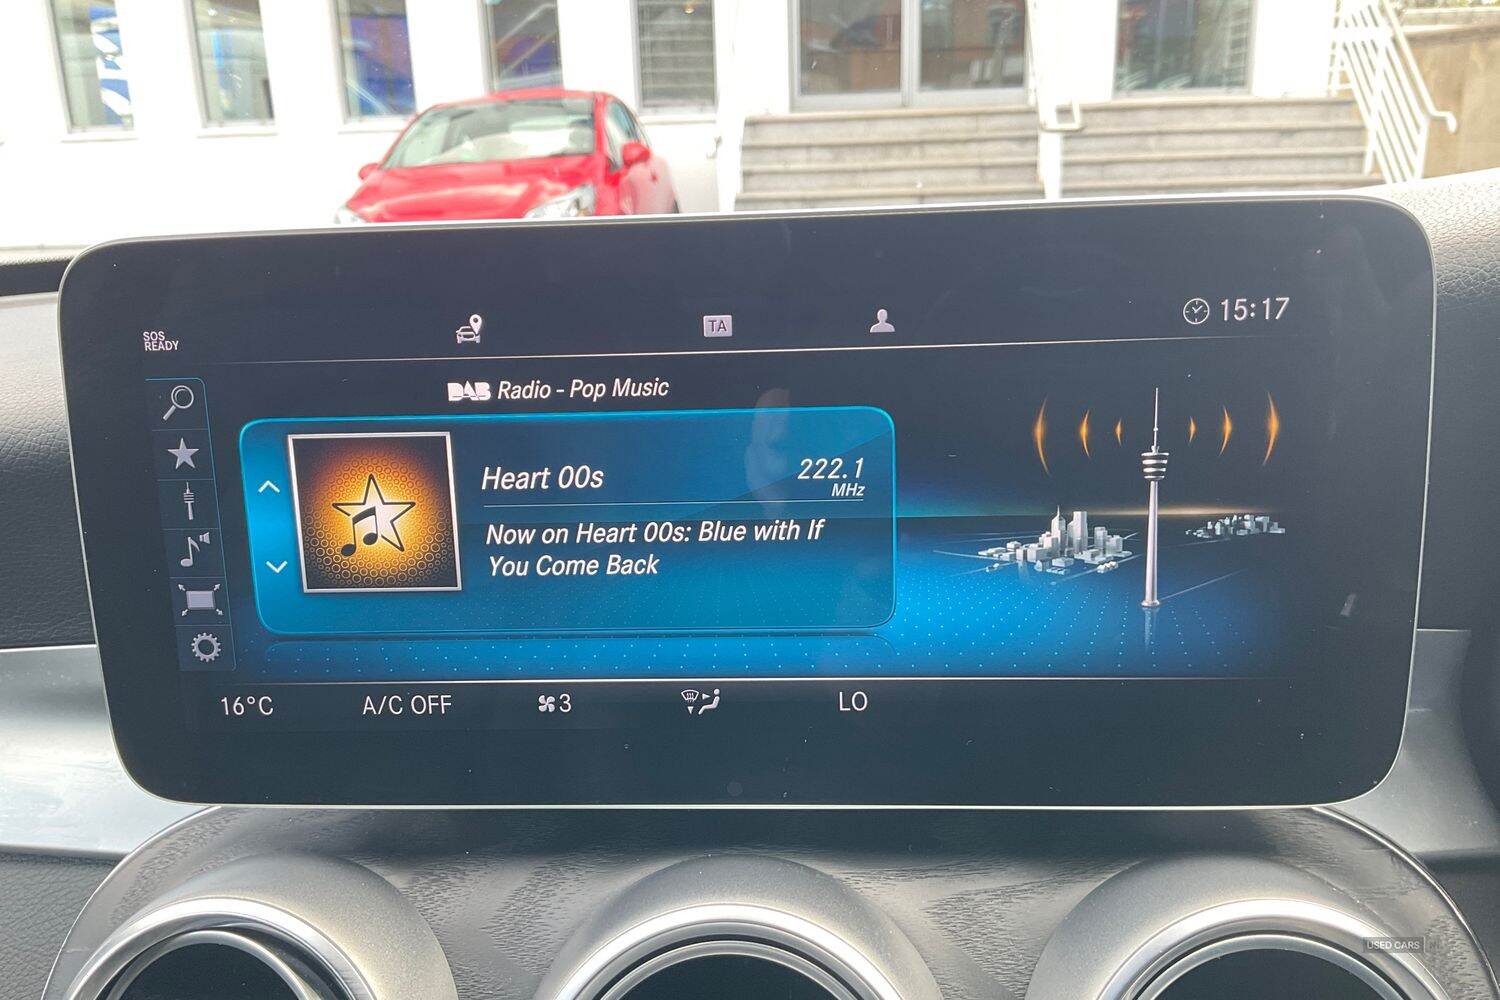 SOS
READY
TA
15:17
DAB Radio - Pop Music
Heart 00s
222.1
MHz
Now on Heart 00s: Blue with If
You Come Back
16°C
A/C OFF
3
LO
USED CARS NI